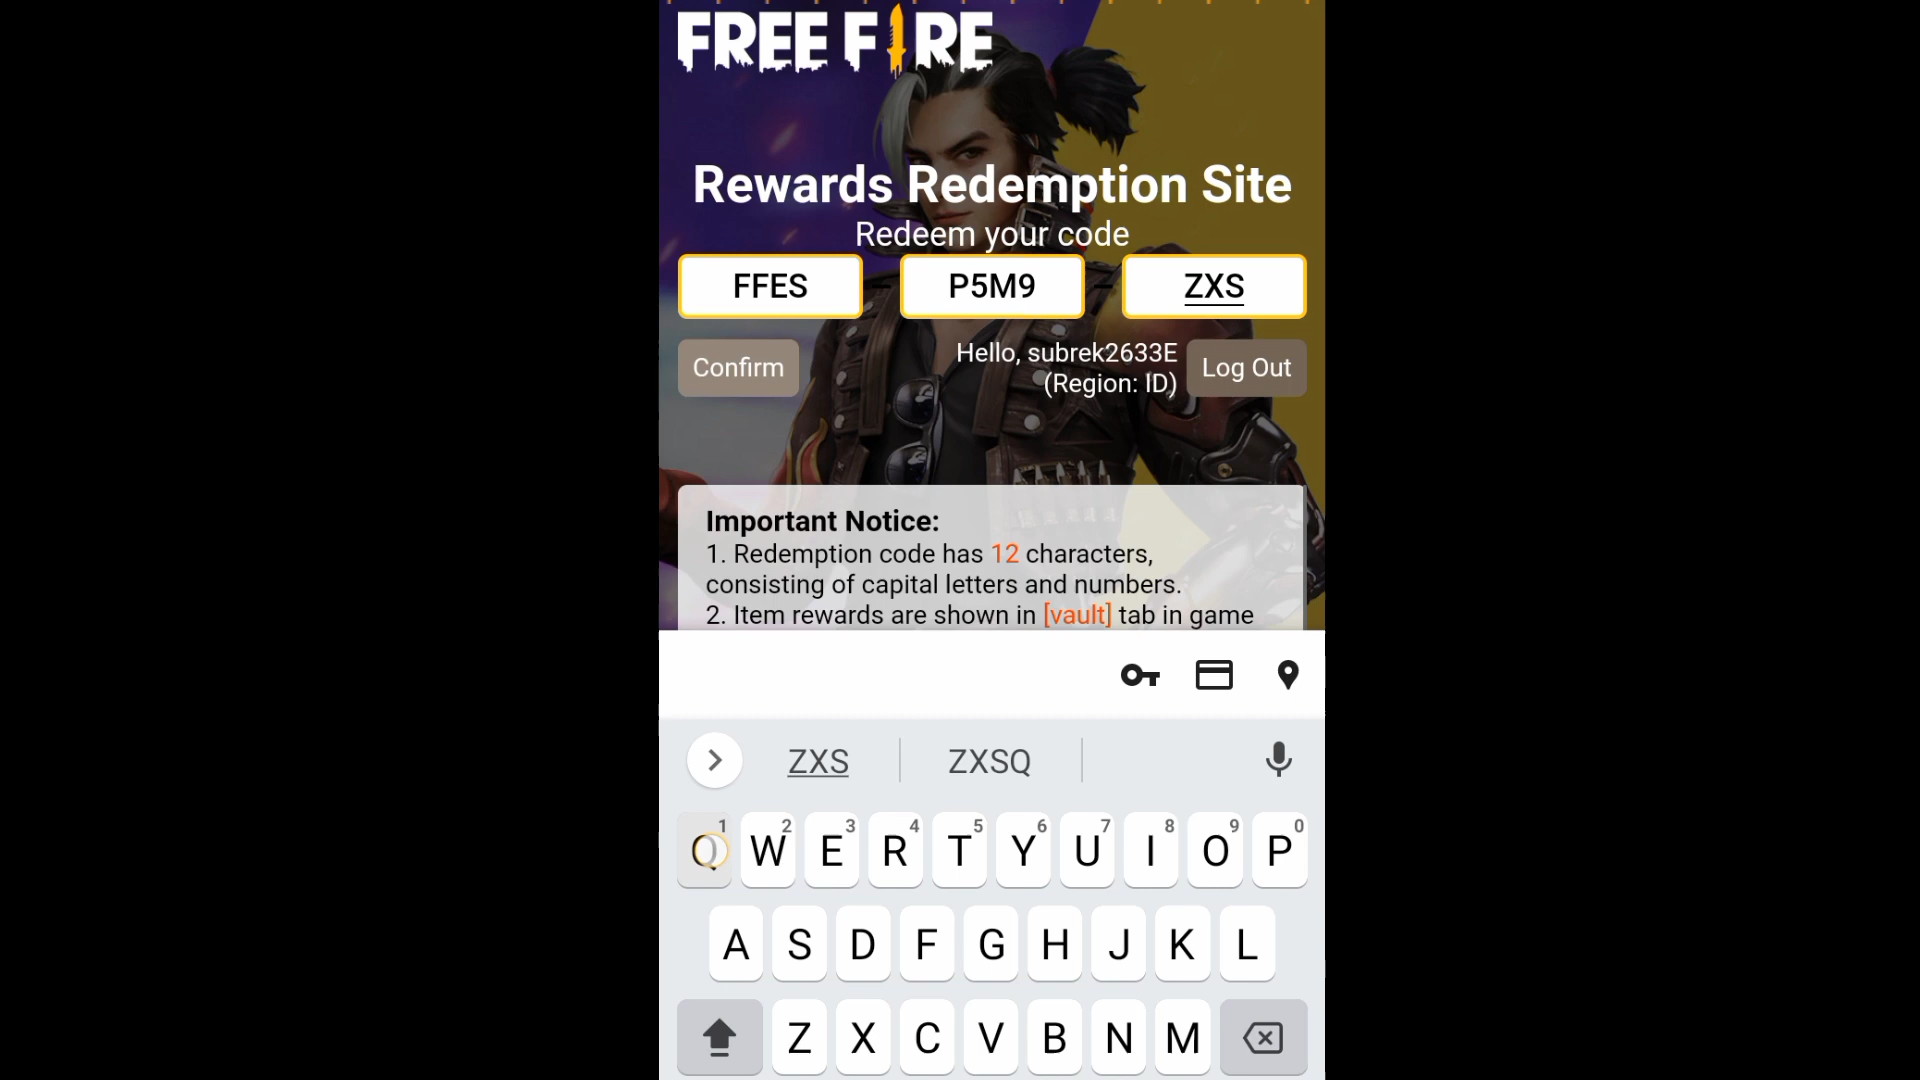 FREE FIRE
Rewards Redemption Site
Redeem your code
FFES - P5M9 - ZXS
Confirm
Hello, subrek2633E
(Region: ID)
Log Out
Important Notice:
1. Redemption code has 12 characters,
consisting of capital letters and numbers.
2. Item rewards are shown in [vault] tab in game
ZXS ZXSQ
1 2 3 4 5 6 7 8 9 0
Q W E R T Y U I O P
A S D F G H J K L
Z X C V B N M